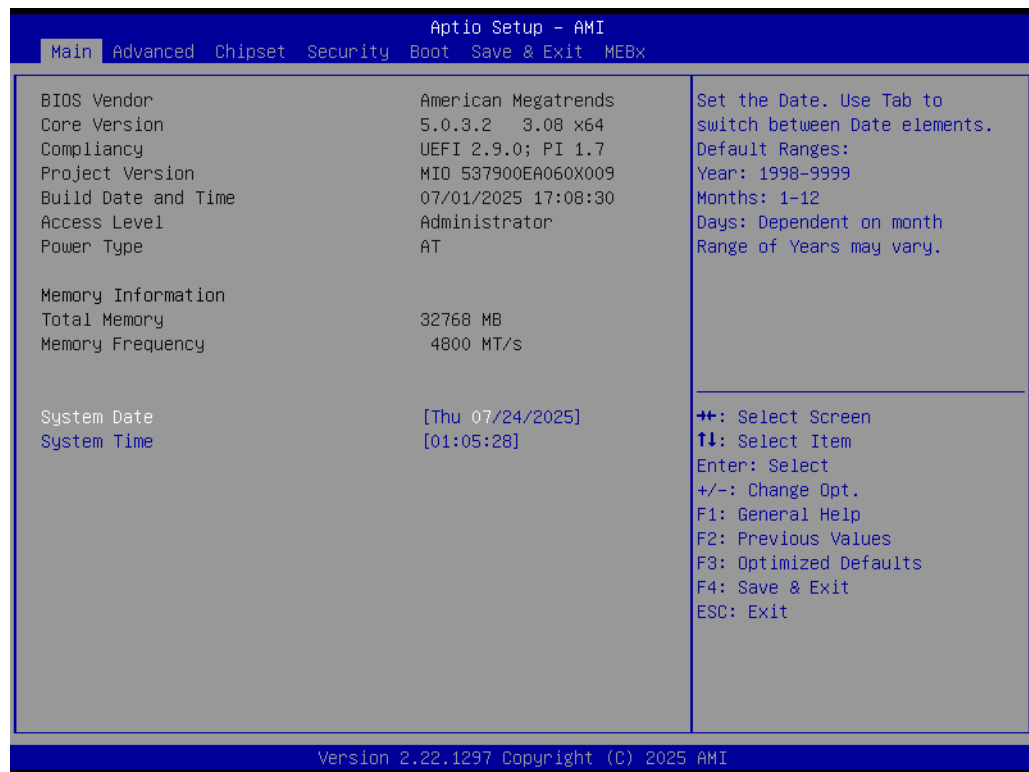 Aptio Setup – AMI
Main Advanced Chipset Security Boot Save & Exit MEBx
BIOS Vendor American Megatrends
Core Version 5.0.3.2 3.08 x64
Compliancy UEFI 2.9.0; PI 1.7
Project Version MIO 537900EA060X009
Build Date and Time 07/01/2025 17:08:30
Access Level Administrator
Power Type AT
Memory Information
Total Memory 32768 MB
Memory Frequency 4800 MT/s
System Date [Thu 07/24/2025]
System Time [01:05:28]
Set the Date. Use Tab to
switch between Date elements.
Default Ranges:
Year: 1998-9999
Months: 1-12
Days: Dependent on month
Range of Years may vary.
→←: Select Screen
↑↓: Select Item
Enter: Select
+/-: Change Opt.
F1: General Help
F2: Previous Values
F3: Optimized Defaults
F4: Save & Exit
ESC: Exit
Version 2.22.1297 Copyright (C) 2025 AMI